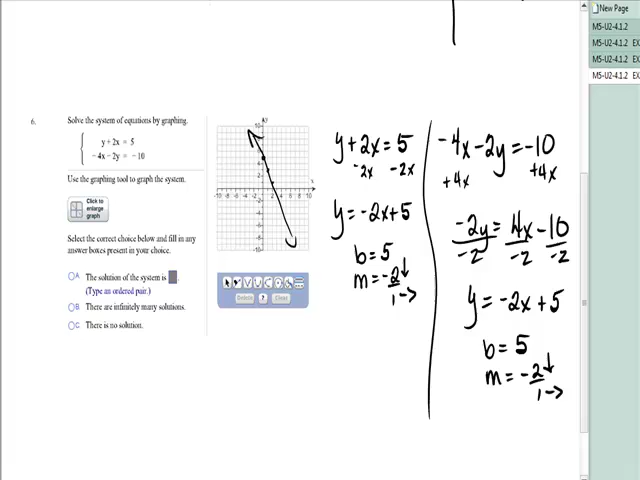 New Page
M5-U2-4.1.2
M5-U2-4.1.2 EX
M5-U2-4.1.2 EX
M5-U2-4.1.2 EX
6.
Solve the system of equations by graphing.
y+2x = 5
−4x−2y = −10
Use the graphing tool to graph the system.
Click to
enlarge
graph
Select the correct choice below and fill in any
answer boxes present in your choice.
A. The solution of the system is
(Type an ordered pair.)
B. There are infinitely many solutions.
C. There is no solution.
y
x
Delete ? Clear
y+2x=5
-2x -2x
y=-2x+5
b=5
m=-2↓
1→
-4x-2y=-10
+4x +4x
-2y=4x-10
-2 -2 -2
y=-2x+5
b=5
m=-2↓
1→